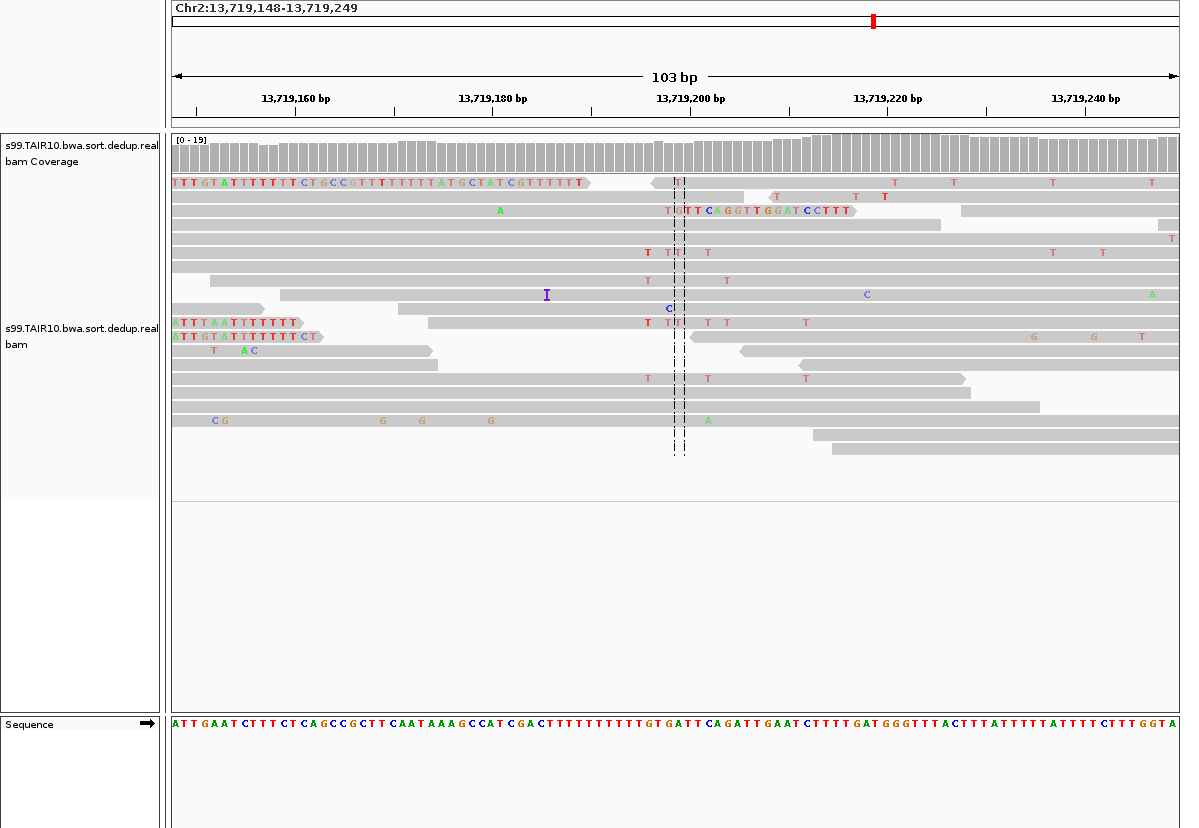 Chr2:13,719,148-13,719,249
103 bp
13,719,160 bp 13,719,180 bp 13,719,200 bp 13,719,220 bp 13,719,240 bp
s99.TAIR10.bwa.sort.dedup.real
bam Coverage
[0 - 19]
TTTGTATTTTTTTCTGCCGTTTTTTTTATGCTATCGTTTTTT T T T T T
T T T
A TGTTCAGGTTGGATCCTTT
T
T T T T T T
T T
I C A
C
s99.TAIR10.bwa.sort.dedup.real
bam
ATTTAATTTTTTT T T T T T T
ATTGTATTTTTTTCT G G T
T A C
T T T
C G G G G A
Sequence
ATTGAATCTTTCTCAGCCGCTTCAATAAAGCCATCGACTTTTTTTTTTGTGATTCAGATTGAATCTTTTGATGGGTTTACTTTATTTTTATTTTCTTTGGTA